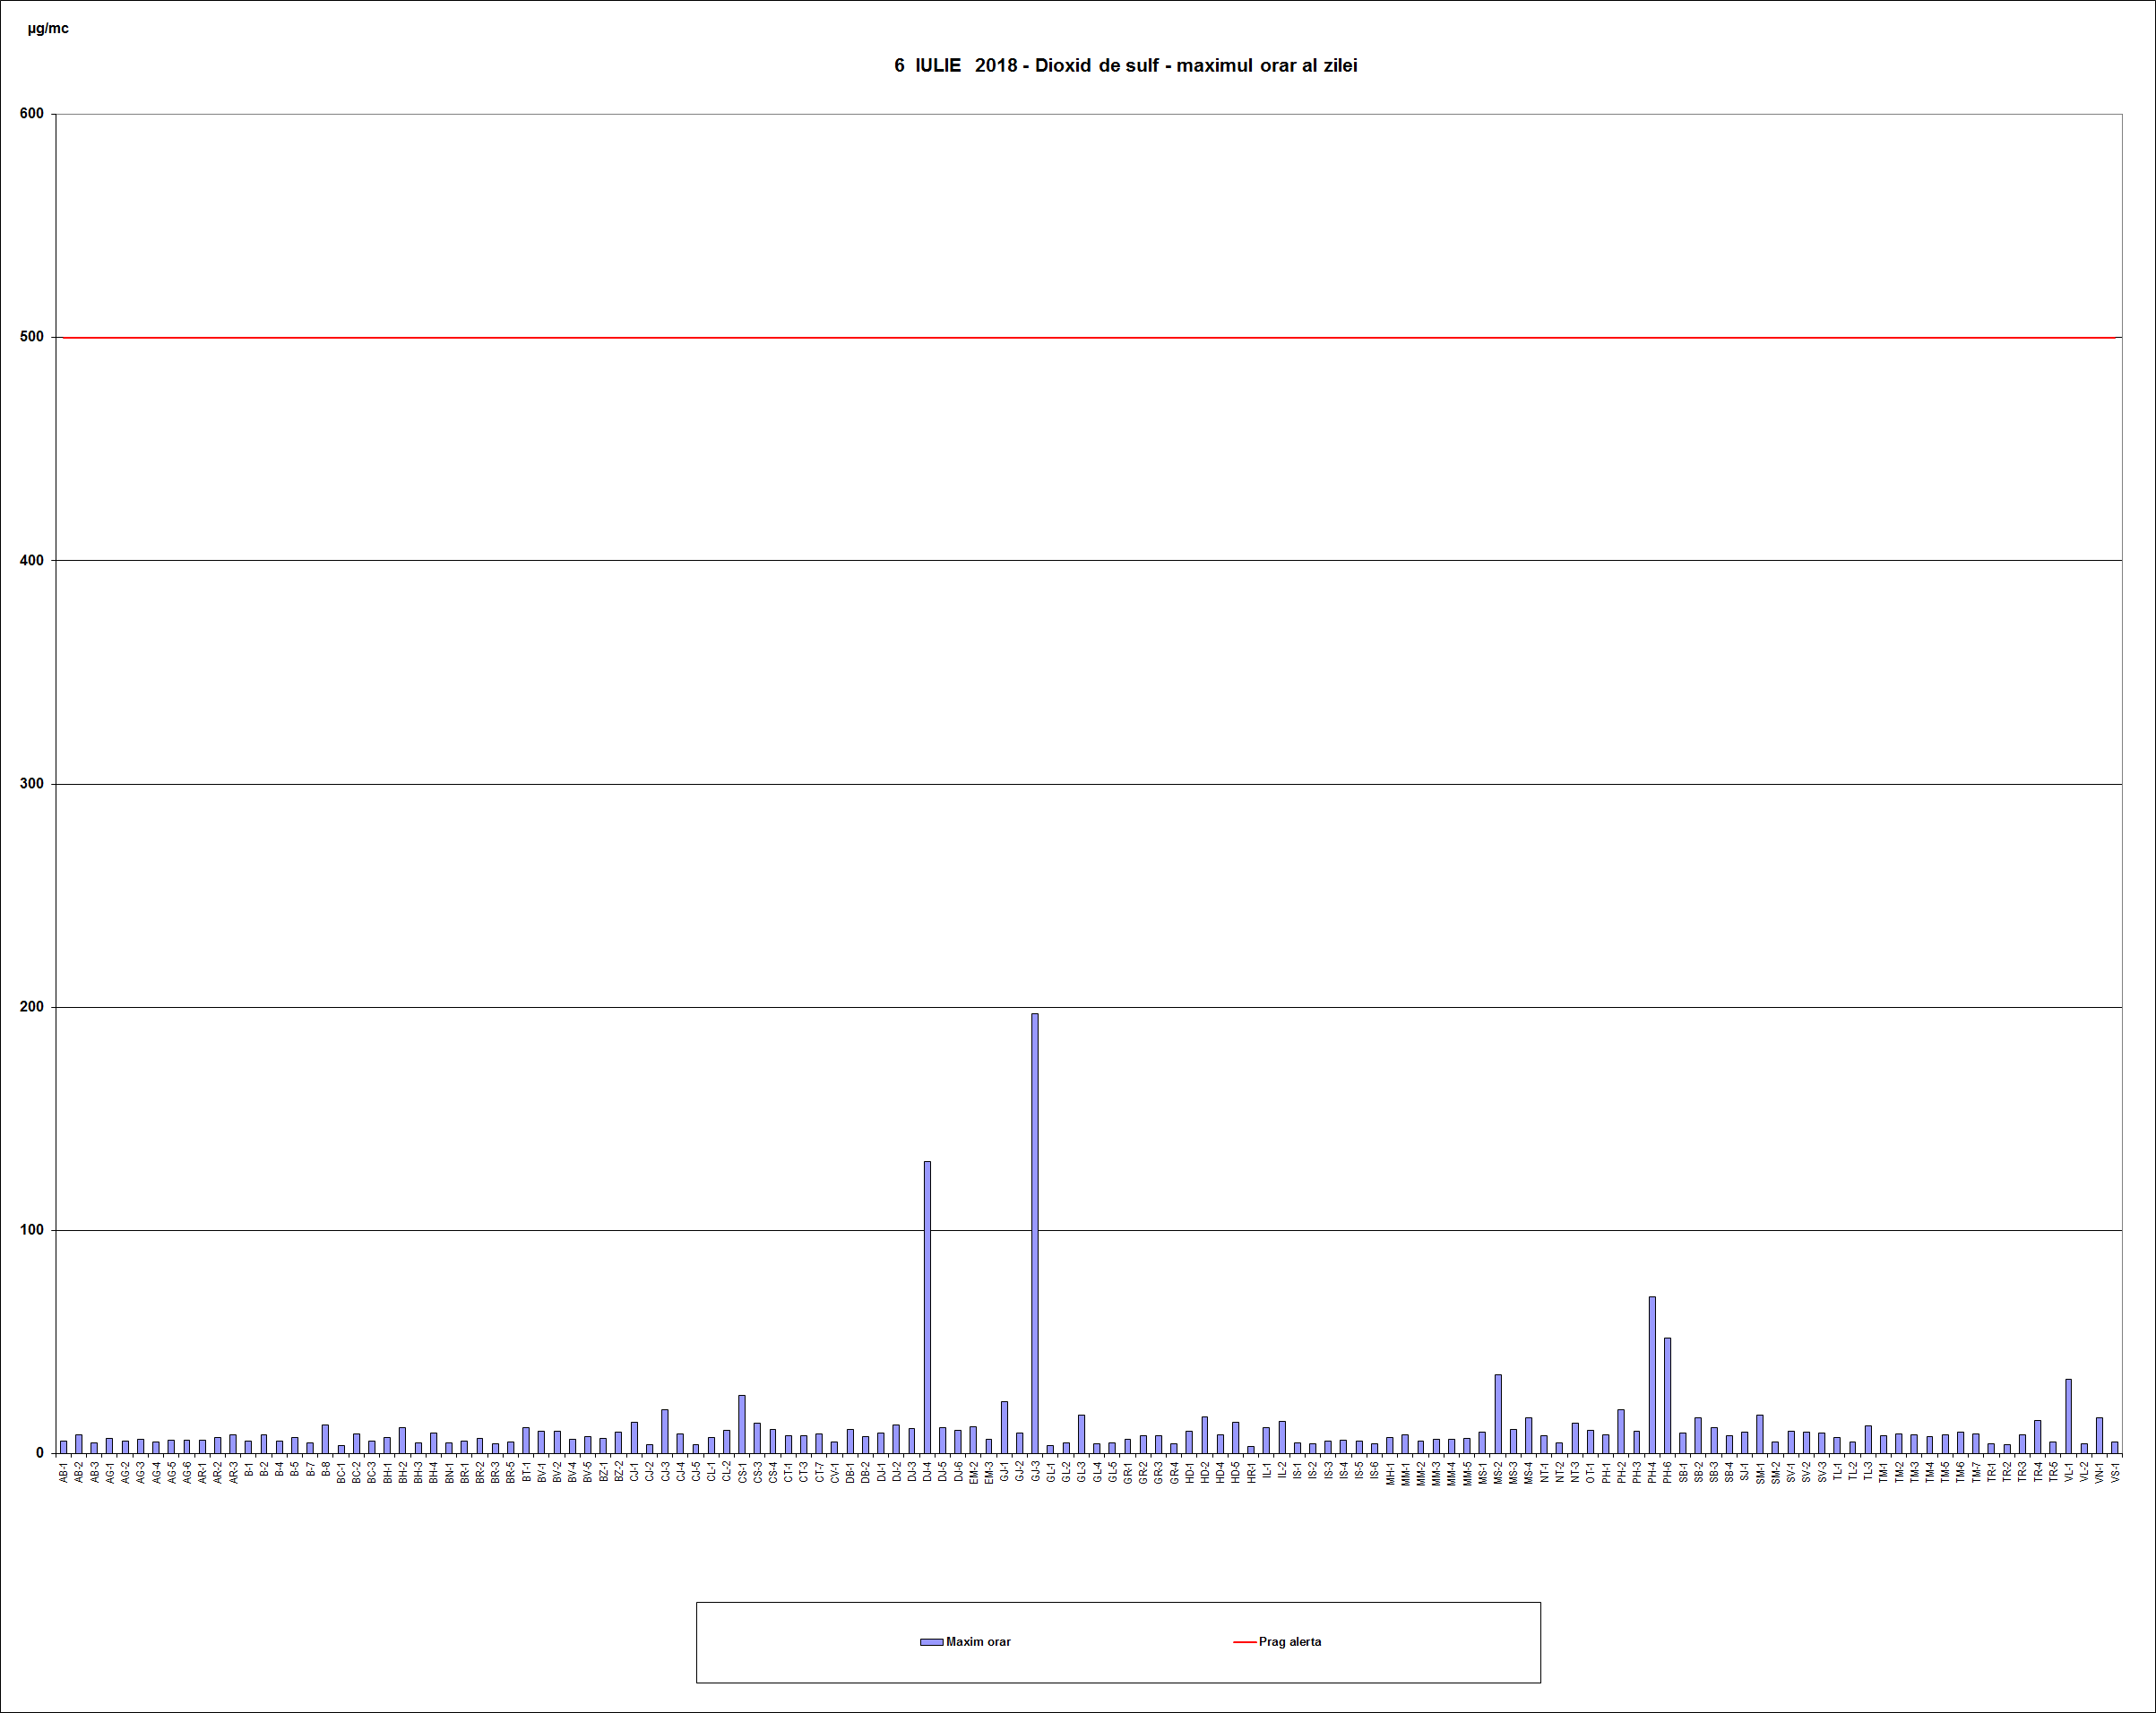 µg/mc
6 IULIE 2018 - Dioxid de sulf - maximul orar al zilei
600
500
400
300
200
100
0
AB-1 AB-2 AB-3 AG-1 AG-2 AG-3 AG-4 AG-5 AG-6 AR-1 AR-2 AR-3 B-1 B-2 B-4 B-5 B-7 B-8 BC-1 BC-2 BC-3 BH-1 BH-2 BH-3 BH-4 BN-1 BR-1 BR-2 BR-3 BR-5 BT-1 BV-1 BV-2 BV-4 BV-5 BZ-1 BZ-2 CJ-1 CJ-2 CJ-3 CJ-4 CJ-5 CL-1 CL-2 CS-1 CS-3 CS-4 CT-1 CT-3 CT-7 CV-1 DB-1 DB-2 DJ-1 DJ-2 DJ-3 DJ-4 DJ-5 DJ-6 EM-2 EM-3 GJ-1 GJ-2 GJ-3 GL-1 GL-2 GL-3 GL-4 GL-5 GR-1 GR-2 GR-3 GR-4 HD-1 HD-2 HD-4 HD-5 HR-1 IL-1 IL-2 IS-1 IS-2 IS-3 IS-4 IS-5 IS-6 MH-1 MM-1 MM-2 MM-3 MM-4 MM-5 MS-1 MS-2 MS-3 MS-4 NT-1 NT-2 NT-3 OT-1 PH-1 PH-2 PH-3 PH-4 PH-6 SB-1 SB-2 SB-3 SB-4 SJ-1 SM-1 SM-2 SV-1 SV-2 SV-3 TL-1 TL-2 TL-3 TM-1 TM-2 TM-3 TM-4 TM-5 TM-6 TM-7 TR-1 TR-2 TR-3 TR-4 TR-5 VL-1 VL-2 VN-1 VS-1
Maxim orar Prag alerta